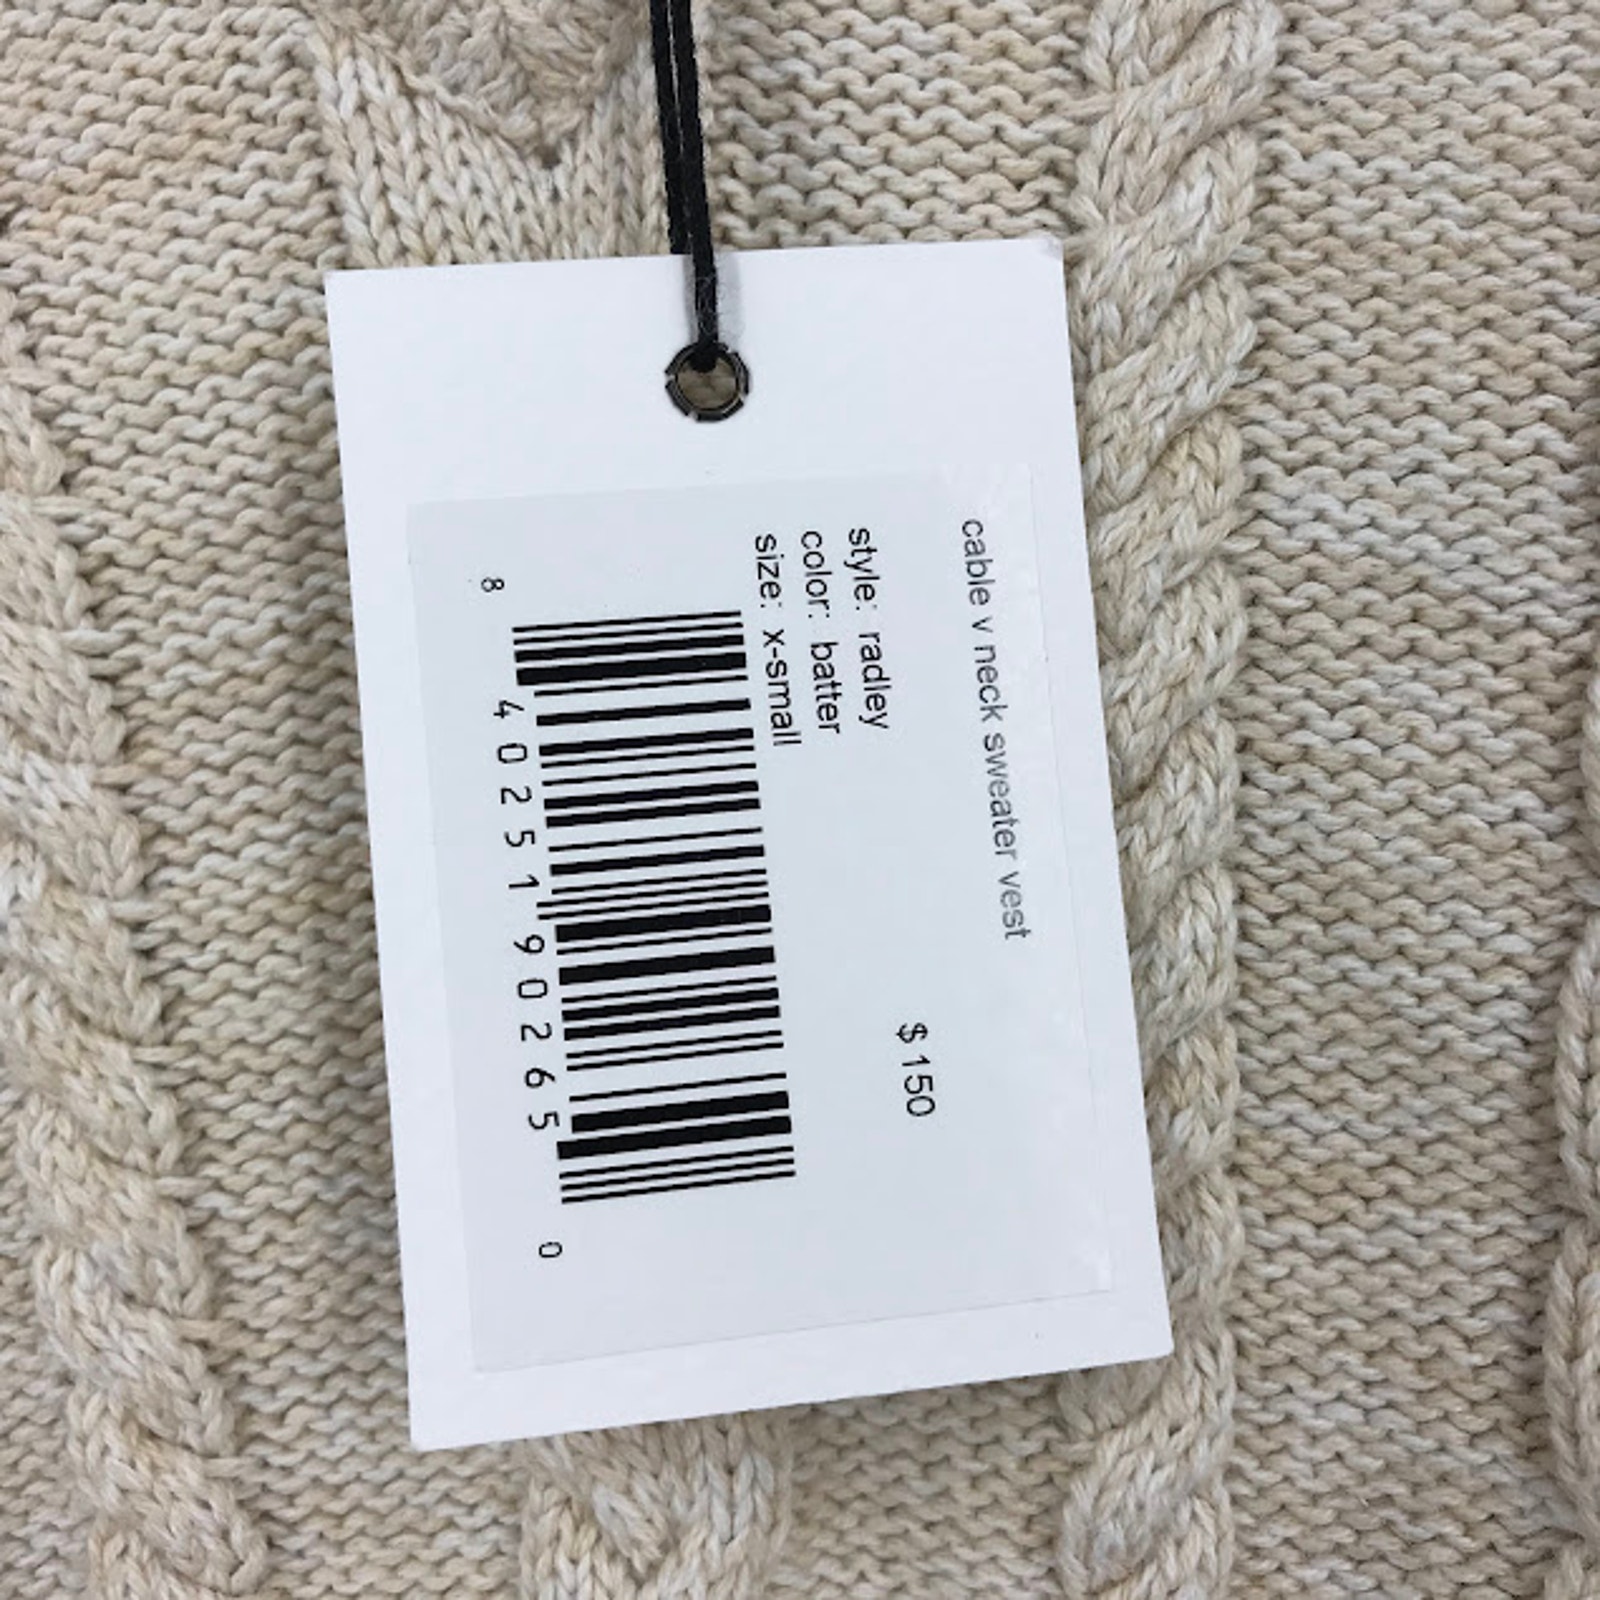 cable v neck sweater vest
$ 150
style: radley
color: batter
size: x-small
8 40251 90265 0